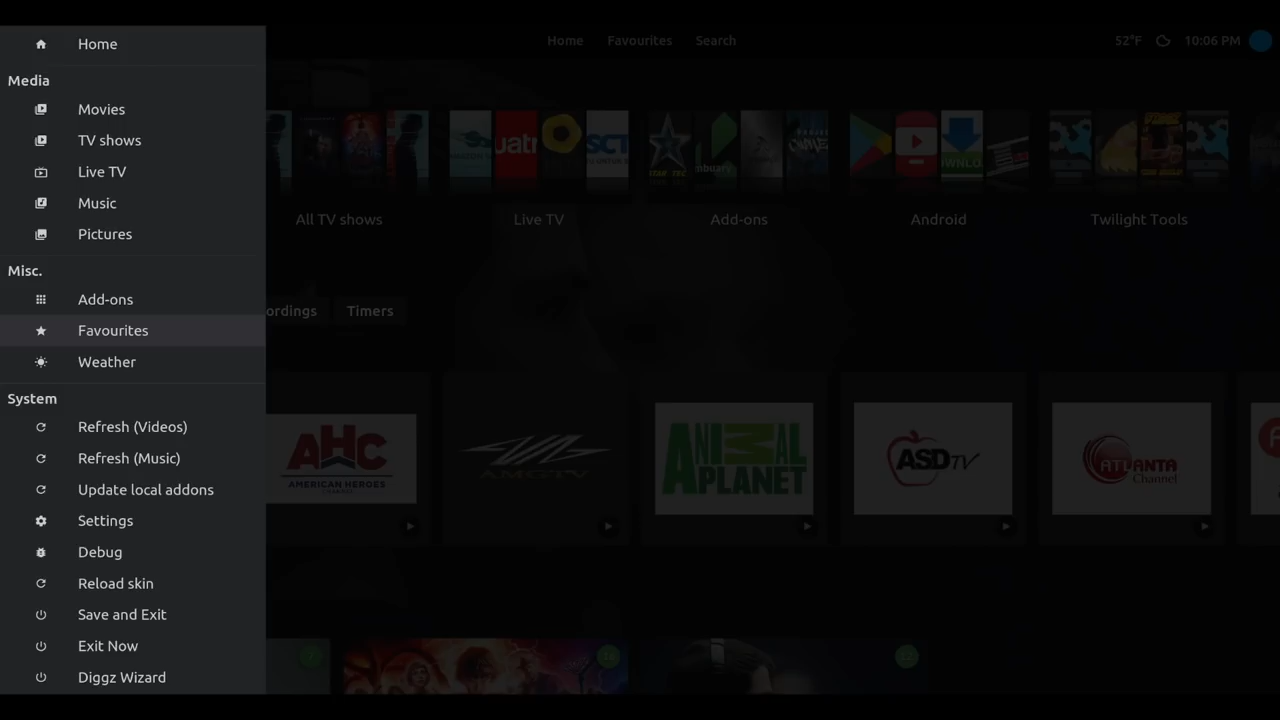 Home
Media
Movies
TV shows
Live TV
Music
Pictures
Misc.
Add-ons
Favourites
Weather
System
Refresh (Videos)
Refresh (Music)
Update local addons
Settings
Debug
Reload skin
Save and Exit
Exit Now
Diggz Wizard
Home Favourites Search
52°F 10:06 PM
All TV shows Live TV Add-ons Android Twilight Tools
ordings Timers
AHC
AMERICAN HEROES
CHANNEL
AMGTV
ANIMAL
PLANET
ASDTV
ATLANTA
Channel